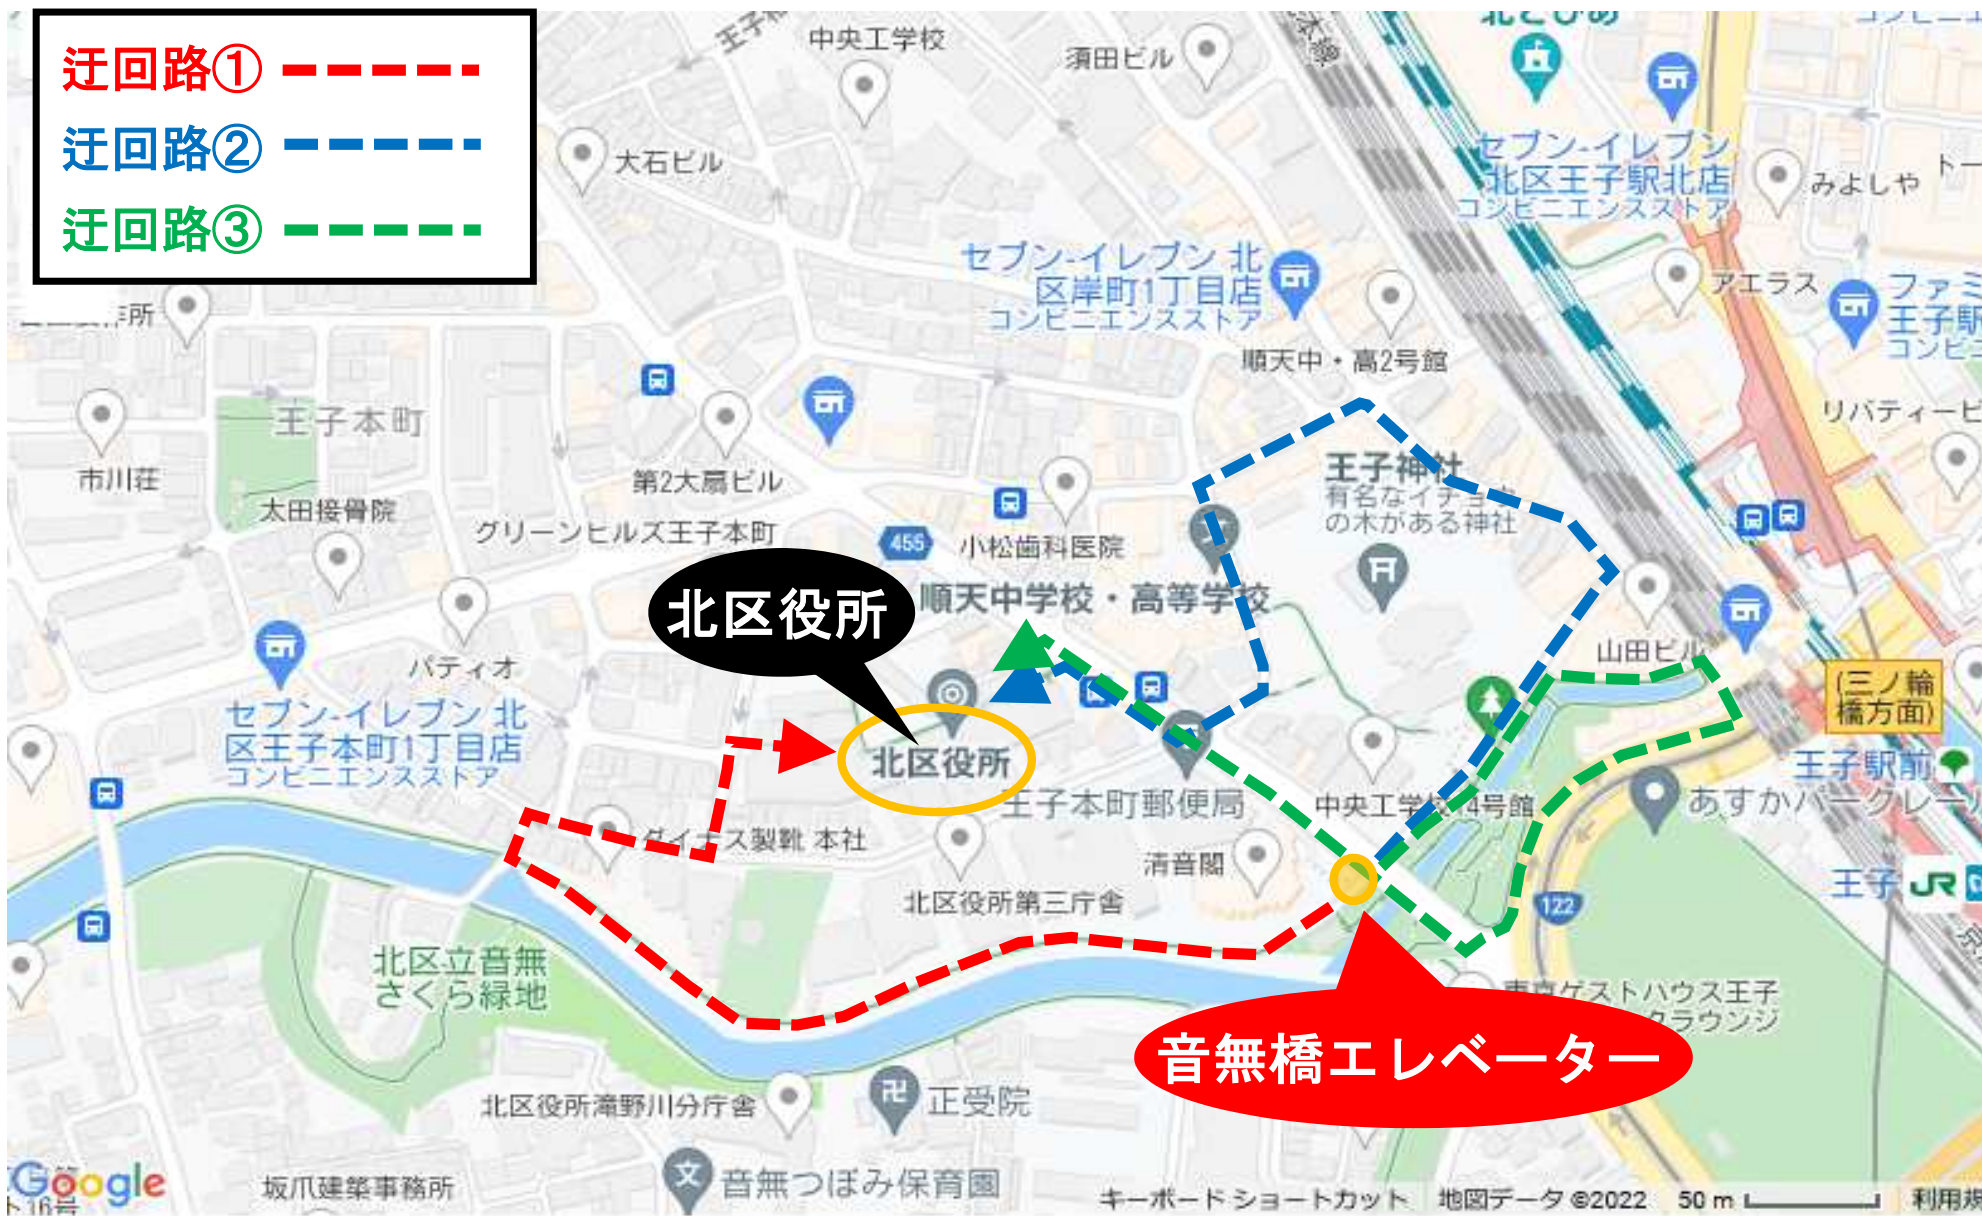 迂回路①
迂回路②
迂回路③
中央工学校
須田ビル
本線
北とぴあ
大石ビル
セブン-イレブン
北区王子駅北店
コンビニエンスストア
みよしや
セブン-イレブン 北
区岸町1丁目店
コンビニエンスストア
アエラス
順天中・高2号館
王子本町
市川荘
太田接骨院
第2大扇ビル
グリーンヒルズ王子本町
455
小松歯科医院
王子神社
有名なイチョウ
の木がある神社
北区役所
順天中学校・高等学校
パティオ
山田ビル
(三ノ輪
橋方面)
セブン-イレブン 北
区王子本町1丁目店
コンビニエンスストア
北区役所
王子本町郵便局
中央工学校14号館
王子駅前
ダイナス製靴 本社
清音閣
北区役所第三庁舎
122
王子 JR
北区立音無
さくら緑地
音無橋エレベーター
北区役所滝野川分庁舎
卍
正受院
文
音無つぼみ保育園
坂爪建築事務所
Google
キーボード ショートカット
地図データ ©2022
50 m